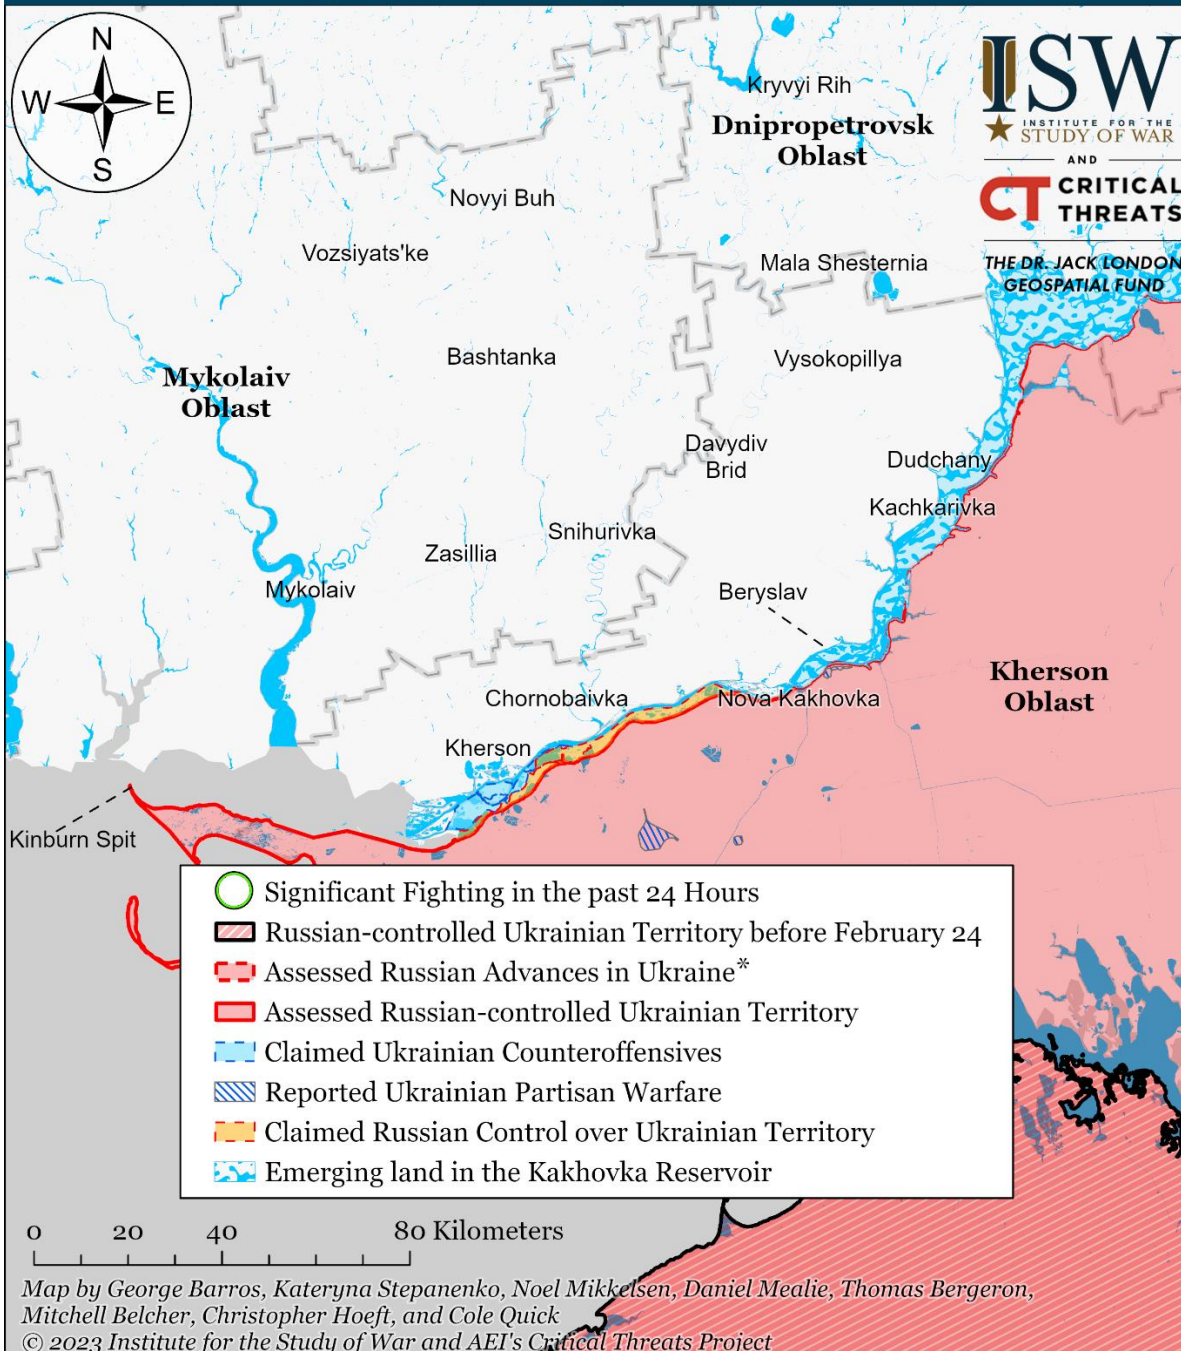 N
W
E
S
ISW
INSTITUTE FOR THE
STUDY OF WAR
AND
CT CRITICAL
THREATS
THE DR. JACK LONDON
GEOSPATIAL FUND
Kryvyi Rih
Dnipropetrovsk
Oblast
Novyi Buh
Vozsiyats'ke
Mala Shesternia
Bashtanka
Vysokopillya
Mykolaiv
Oblast
Davydiv
Brid
Dudchany
Kachkarivka
Snihurivka
Zasillia
Mykolaiv
Beryslav
Kherson
Oblast
Chornobaivka
Nova Kakhovka
Kherson
Kinburn Spit
Significant Fighting in the past 24 Hours
Russian-controlled Ukrainian Territory before February 24
Assessed Russian Advances in Ukraine*
Assessed Russian-controlled Ukrainian Territory
Claimed Ukrainian Counteroffensives
Reported Ukrainian Partisan Warfare
Claimed Russian Control over Ukrainian Territory
Emerging land in the Kakhovka Reservoir
0 20 40 80 Kilometers
Map by George Barros, Kateryna Stepanenko, Noel Mikkelsen, Daniel Mealie, Thomas Bergeron,
Mitchell Belcher, Christopher Hoeft, and Cole Quick
© 2023 Institute for the Study of War and AEI's Critical Threats Project